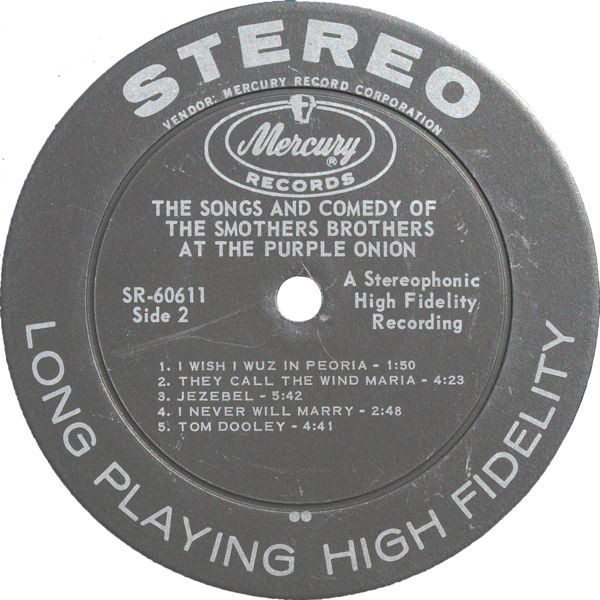 STEREO
VENDOR: MERCURY RECORD CORPORATION
Mercury
®
RECORDS
THE SONGS AND COMEDY OF
THE SMOTHERS BROTHERS
AT THE PURPLE ONION
SR-60611
Side 2
A Stereophonic
High Fidelity
Recording
1. I WISH I WUZ IN PEORIA - 1:50
2. THEY CALL THE WIND MARIA - 4:23
3. JEZEBEL - 5:42
4. I NEVER WILL MARRY - 2:48
5. TOM DOOLEY - 4:41
LONG PLAYING HIGH FIDELITY